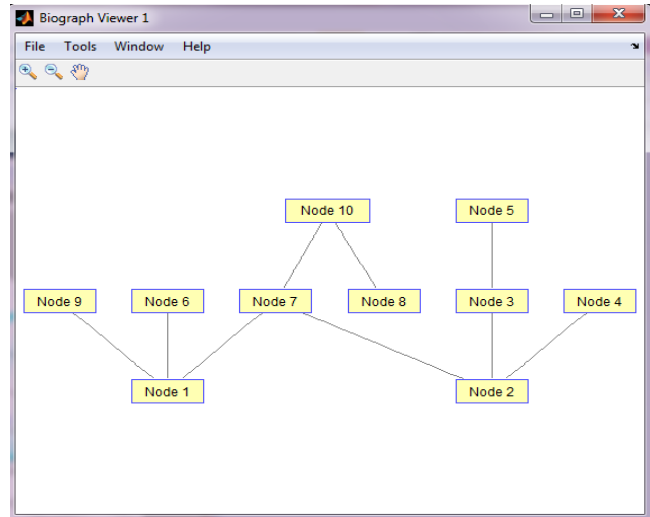 Biograph Viewer 1
File Tools Window Help
Node 10 Node 5
Node 9 Node 6 Node 7 Node 8 Node 3 Node 4
Node 1 Node 2